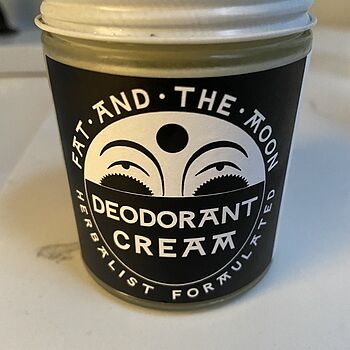 FAT·AND·THE·MOON
DEODORANT
CREAM
HERBALIST FORMULATED